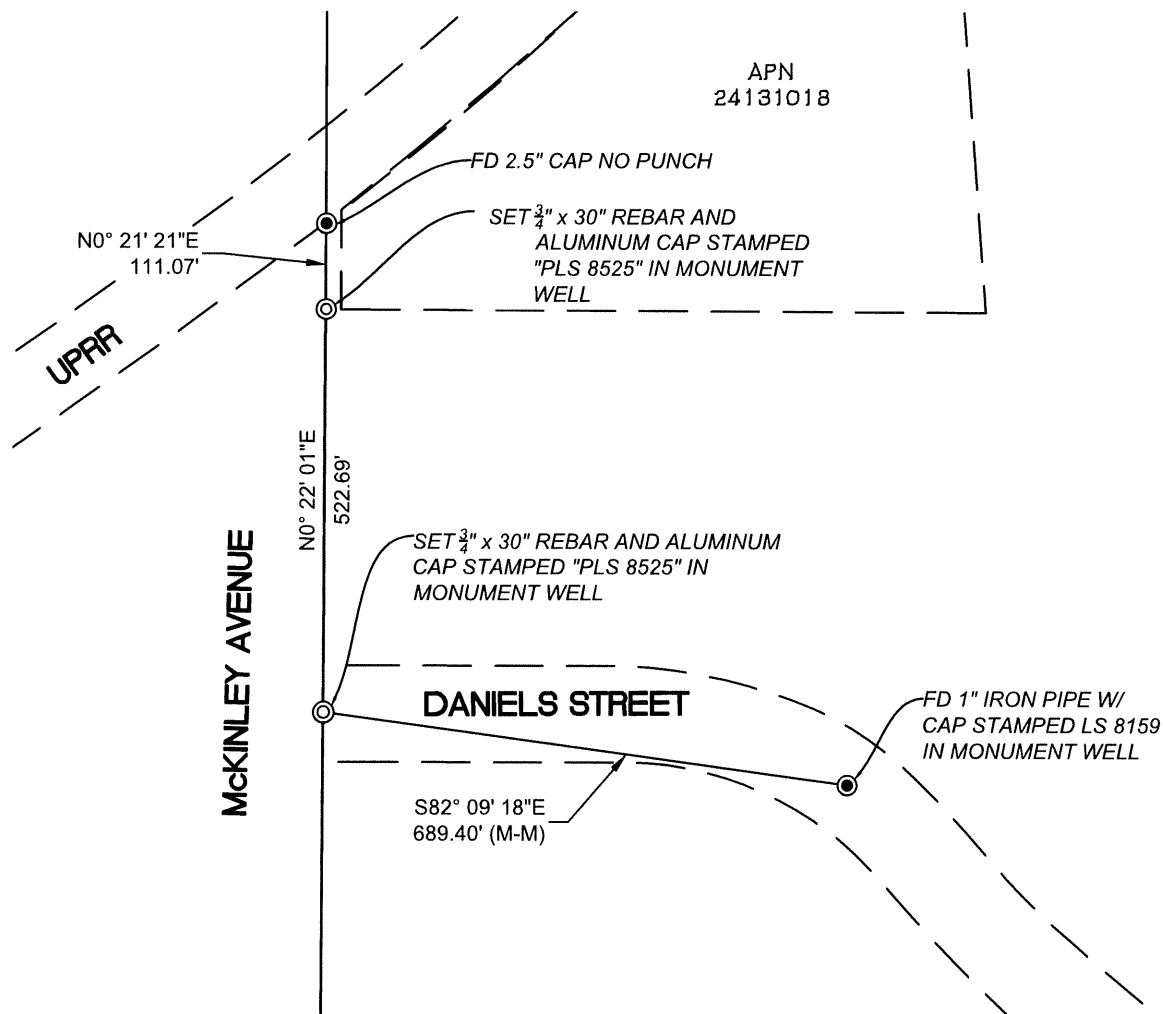 APN
24131018
FD 2.5" CAP NO PUNCH
SET 3/4" x 30" REBAR AND
ALUMINUM CAP STAMPED
"PLS 8525" IN MONUMENT
WELL
N0° 21' 21"E
111.07'
UPRR
N0° 22' 01"E
522.69'
McKINLEY AVENUE
SET 3/4" x 30" REBAR AND ALUMINUM
CAP STAMPED "PLS 8525" IN
MONUMENT WELL
DANIELS STREET
FD 1" IRON PIPE W/
CAP STAMPED LS 8159
IN MONUMENT WELL
S82° 09' 18"E
689.40' (M-M)